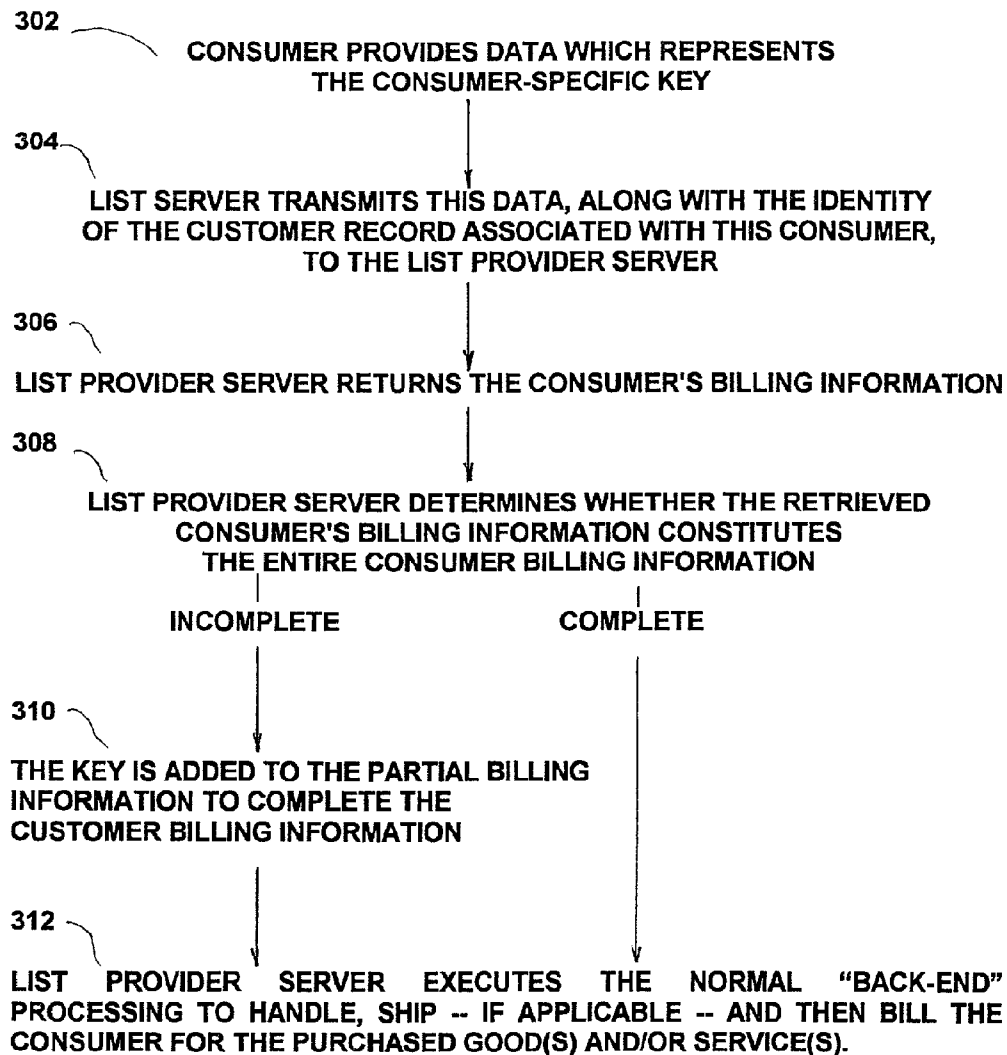 302
CONSUMER PROVIDES DATA WHICH REPRESENTS
THE CONSUMER-SPECIFIC KEY
304
LIST SERVER TRANSMITS THIS DATA, ALONG WITH THE IDENTITY
OF THE CUSTOMER RECORD ASSOCIATED WITH THIS CONSUMER,
TO THE LIST PROVIDER SERVER
306
LIST PROVIDER SERVER RETURNS THE CONSUMER'S BILLING INFORMATION
308
LIST PROVIDER SERVER DETERMINES WHETHER THE RETRIEVED
CONSUMER'S BILLING INFORMATION CONSTITUTES
THE ENTIRE CONSUMER BILLING INFORMATION
INCOMPLETE COMPLETE
310
THE KEY IS ADDED TO THE PARTIAL BILLING
INFORMATION TO COMPLETE THE
CUSTOMER BILLING INFORMATION
312
LIST PROVIDER SERVER EXECUTES THE NORMAL “BACK-END”
PROCESSING TO HANDLE, SHIP -- IF APPLICABLE -- AND THEN BILL THE
CONSUMER FOR THE PURCHASED GOOD(S) AND/OR SERVICE(S).